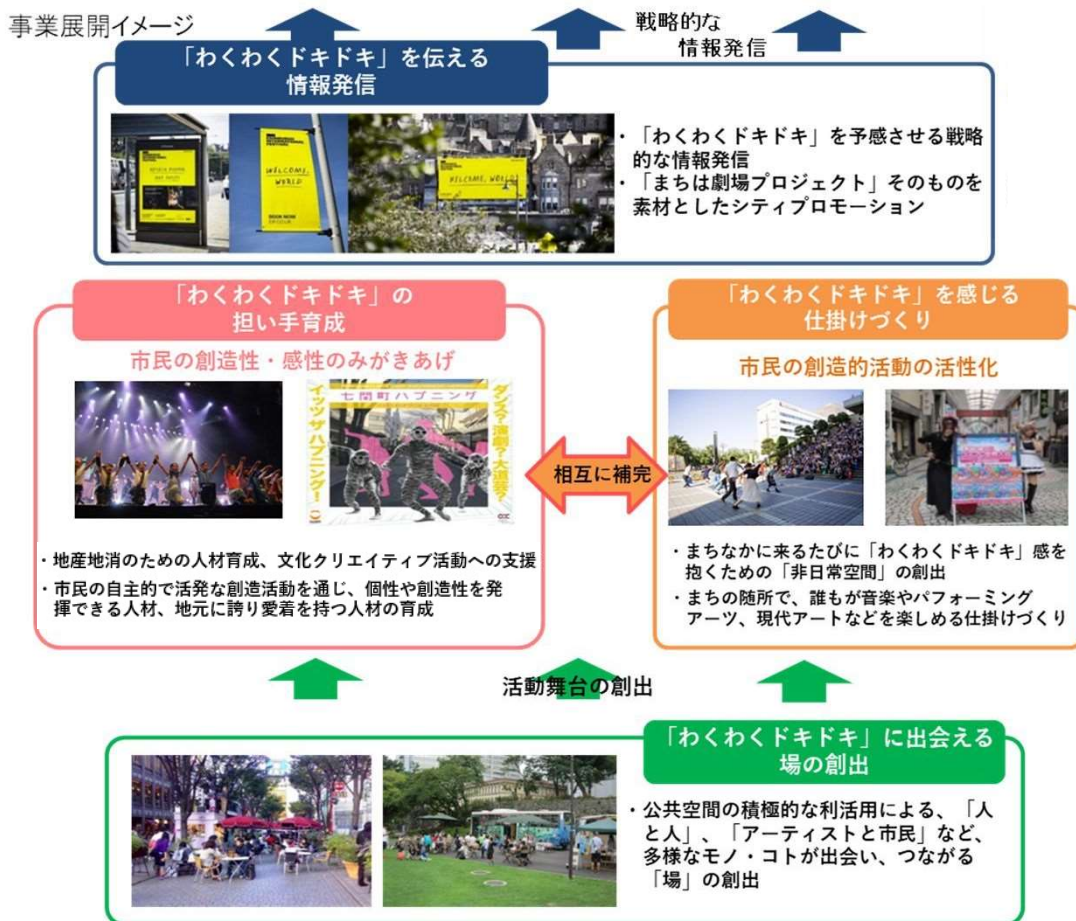 事業展開イメージ
戦略的な
情報発信
「わくわくドキドキ」を伝える
情報発信
WELCOME,
WORLD
WELCOME, WORLD
・「わくわくドキドキ」を予感させる戦略
的な情報発信
・「まちは劇場プロジェクト」そのものを
素材としたシティプロモーション
「わくわくドキドキ」の
担い手育成
市民の創造性・感性のみがきあげ
七間町ハプニング
ダンス？演劇？大道芸？
イッツ ザ ハプニング！
・地産地消のための人材育成、文化クリエイティブ活動への支援
・市民の自主的で活発な創造活動を通じ、個性や創造性を発
揮できる人材、地元に誇り愛着を持つ人材の育成
相互に補完
「わくわくドキドキ」を感じる
仕掛けづくり
市民の創造的活動の活性化
・まちなかに来るたびに「わくわくドキドキ」感を
抱くための「非日常空間」の創出
・まちの随所で、誰もが音楽やパフォーミング
アーツ、現代アートなどを楽しめる仕掛けづくり
活動舞台の創出
「わくわくドキドキ」に出会える
場の創出
・公共空間の積極的な利活用による、「人
と人」、「アーティストと市民」など、
多様なモノ・コトが出会い、つながる
「場」の創出